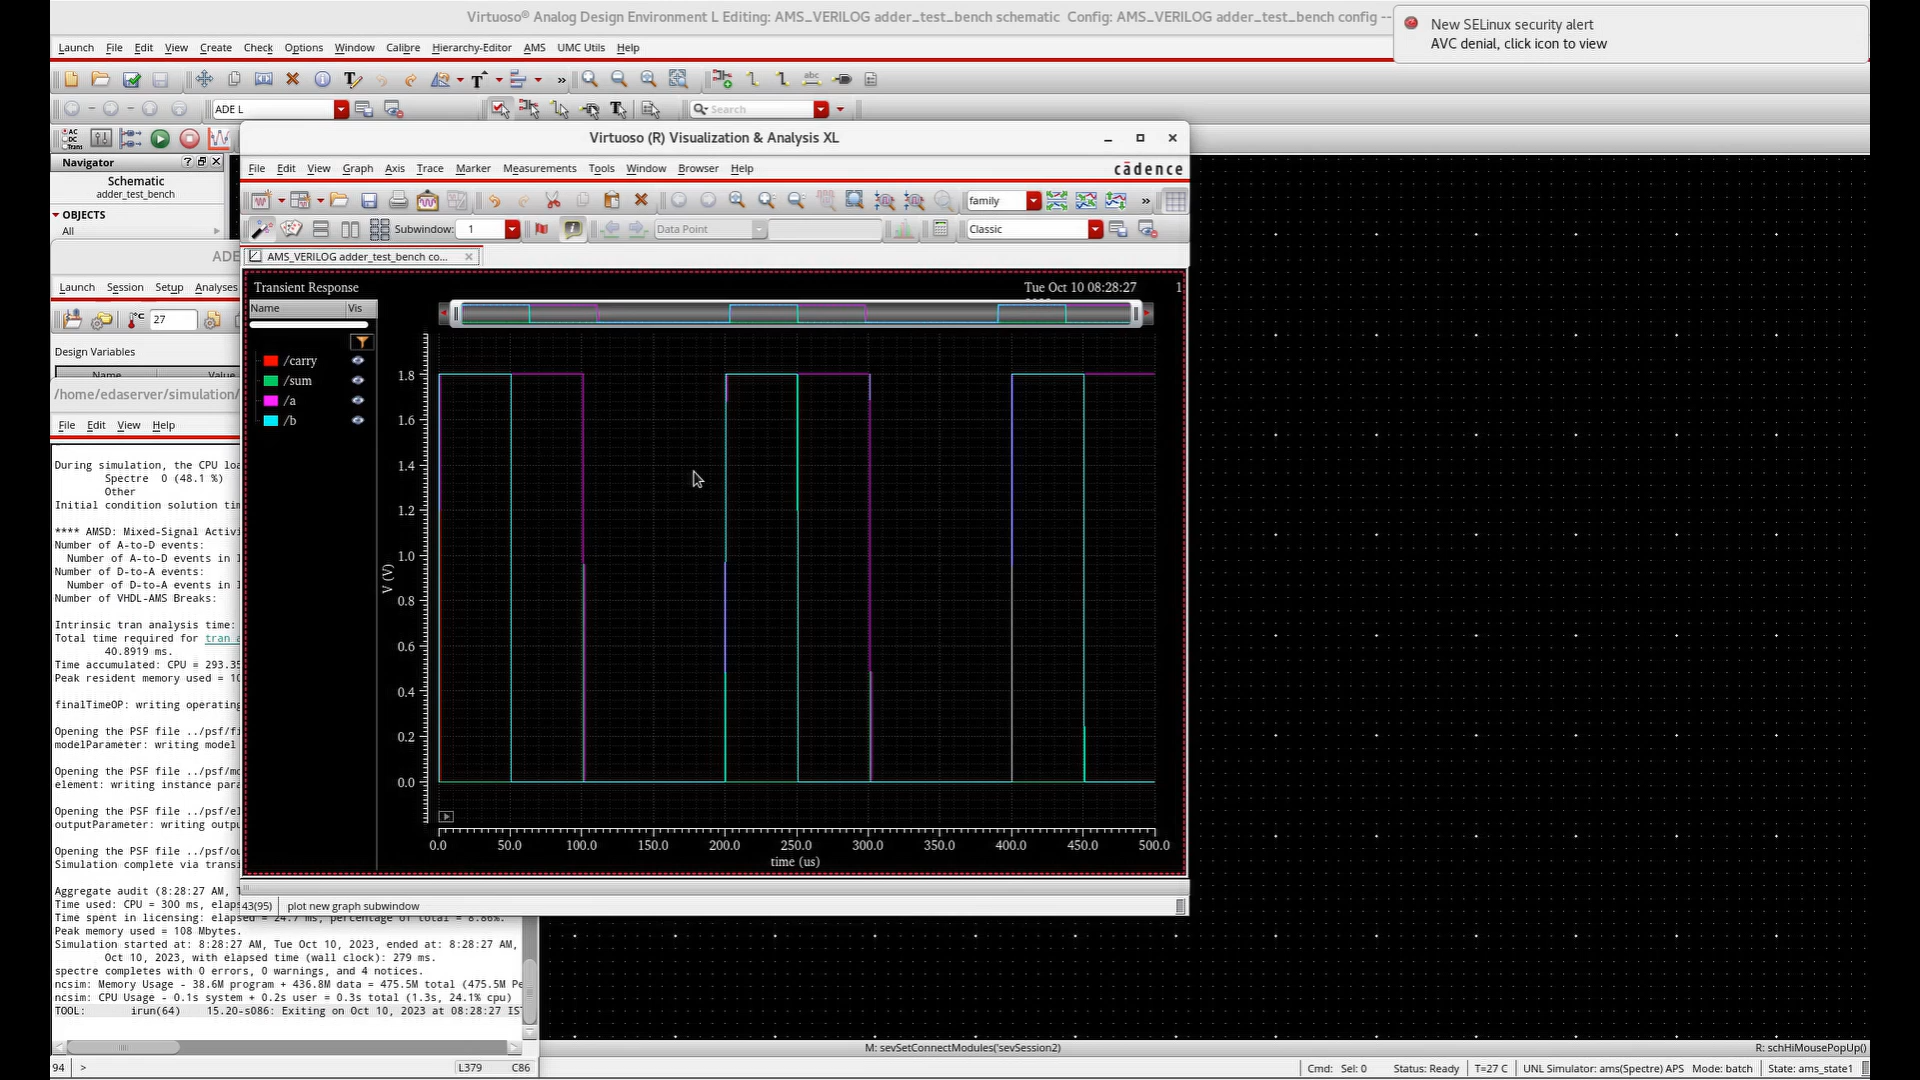 Virtuoso® Analog Design Environment L Editing: AMS_VERILOG adder_test_bench schematic Config: AMS_VERILOG adder_test_bench config --
New SELinux security alert
AVC denial, click icon to view
Launch File Edit View Create Check Options Window Calibre Hierarchy-Editor AMS UMC Utils Help
ADE L
Search
Navigator
Schematic
adder_test_bench
OBJECTS
All
ADE
Launch Session Setup Analyses
27
Design Variables
Name Value
/home/edaserver/simulation/
File Edit View Help
During simulation, the CPU loa
Spectre 0 (48.1 %)
Other
Initial condition solution tim
**** AMSD: Mixed-Signal Activi
Number of A-to-D events:
Number of A-to-D events in I
Number of D-to-A events:
Number of D-to-A events in I
Number of VHDL-AMS Breaks:
Intrinsic tran analysis time:
Total time required for tran a
40.8919 ms.
Time accumulated: CPU = 293.35
Peak resident memory used = 10
finalTimeOP: writing operating
Opening the PSF file ../psf/fi
modelParameter: writing model
Opening the PSF file ../psf/mo
element: writing instance para
Opening the PSF file ../psf/el
outputParameter: writing outpu
Opening the PSF file ../psf/ou
Simulation complete via transi
Aggregate audit (8:28:27 AM, T
Time used: CPU = 300 ms, elaps
Time spent in licensing: elapsed = 24.7 ms, percentage of total = 8.86%.
Peak memory used = 108 Mbytes.
Simulation started at: 8:28:27 AM, Tue Oct 10, 2023, ended at: 8:28:27 AM,
Oct 10, 2023, with elapsed time (wall clock): 279 ms.
spectre completes with 0 errors, 0 warnings, and 4 notices.
ncsim: Memory Usage - 38.6M program + 436.8M data = 475.5M total (475.5M Pe
ncsim: CPU Usage - 0.1s system + 0.2s user = 0.3s total (1.3s, 24.1% cpu)
TOOL: irun(64) 15.20-s086: Exiting on Oct 10, 2023 at 08:28:27 IS
94 > L379 C86
Virtuoso (R) Visualization & Analysis XL
File Edit View Graph Axis Trace Marker Measurements Tools Window Browser Help
cādence
family
Subwindow: 1
Data Point
Classic
AMS_VERILOG adder_test_bench co...
Transient Response
Tue Oct 10 08:28:27
1
Name Vis
/carry
/sum
/a
/b
V (V)
1.8
1.6
1.4
1.2
1.0
0.8
0.6
0.4
0.2
0.0
0.0 50.0 100.0 150.0 200.0 250.0 300.0 350.0 400.0 450.0 500.0
time (us)
43(95) plot new graph subwindow
M: sevSetConnectModules('sevSession2)
R: schHiMousePopUp()
Cmd: Sel: 0 Status: Ready T=27 C UNL Simulator: ams(Spectre) APS Mode: batch State: ams_state1